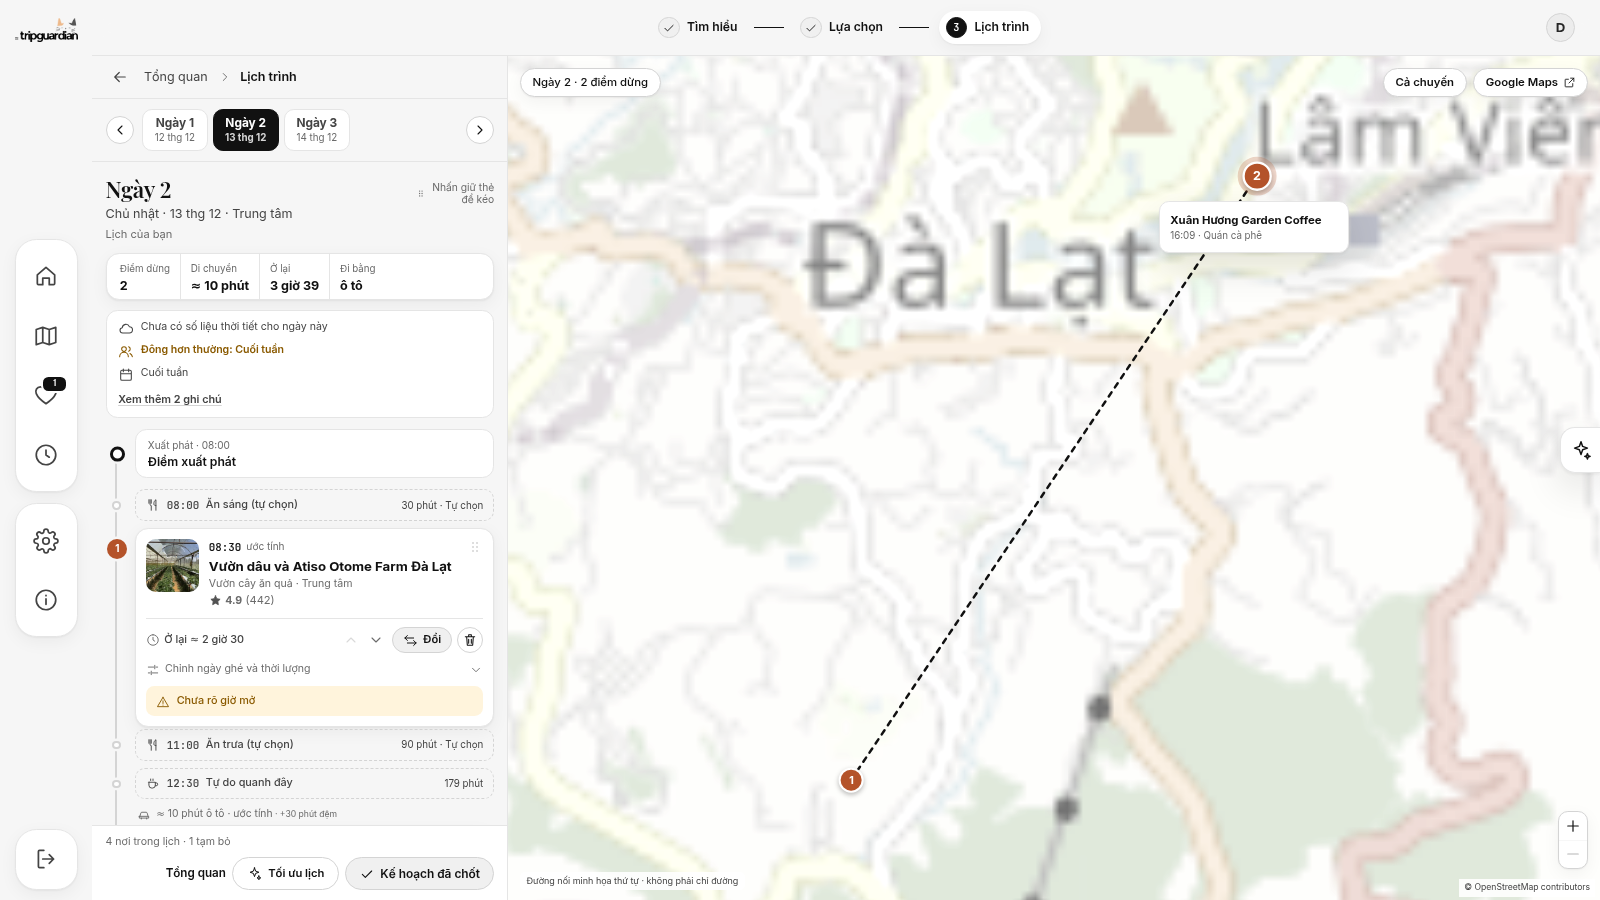 .tripguardian
Tìm hiểu
Lựa chọn
3 Lịch trình
D
Tổng quan
Lịch trình
Ngày 1
12 thg 12
Ngày 2
13 thg 12
Ngày 3
14 thg 12
Ngày 2
Nhấn giữ thẻ
để kéo
Chủ nhật · 13 thg 12 · Trung tâm
Lịch của bạn
Điểm dừng
2
Di chuyển
≈ 10 phút
Ở lại
3 giờ 39
Đi bằng
ô tô
Chưa có số liệu thời tiết cho ngày này
Đông hơn thường: Cuối tuần
Cuối tuần
Xem thêm 2 ghi chú
1
Xuất phát · 08:00
Điểm xuất phát
08:00 Ăn sáng (tự chọn)
30 phút · Tự chọn
1
08:30 ước tính
Vườn dâu và Atiso Otome Farm Đà Lạt
Vườn cây ăn quả · Trung tâm
★ 4.9 (442)
Ở lại ≈ 2 giờ 30
Đổi
Chỉnh ngày ghé và thời lượng
Chưa rõ giờ mở
11:00 Ăn trưa (tự chọn)
90 phút · Tự chọn
12:30 Tự do quanh đây
179 phút
≈ 10 phút ô tô · ước tính · +30 phút đệm
4 nơi trong lịch · 1 tạm bỏ
Tổng quan
Tối ưu lịch
Kế hoạch đã chốt
Ngày 2 · 2 điểm dừng
Cả chuyến
Google Maps
Lâm Viên
2
Xuân Hương Garden Coffee
16:09 · Quán cà phê
Đà Lạt
1
+
−
Đường nối minh họa thứ tự · không phải chỉ đường
© OpenStreetMap contributors